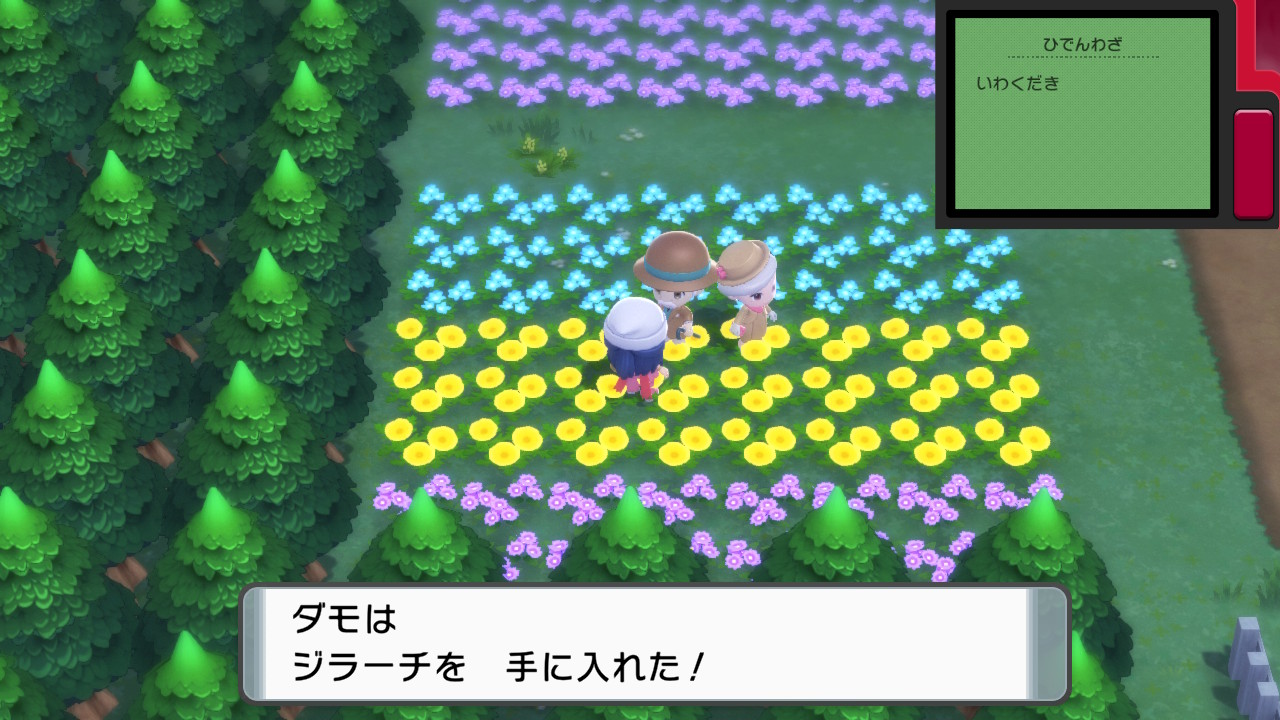 ひでんわざ
いわくだき
ダモは
ジラーチを　手に入れた！